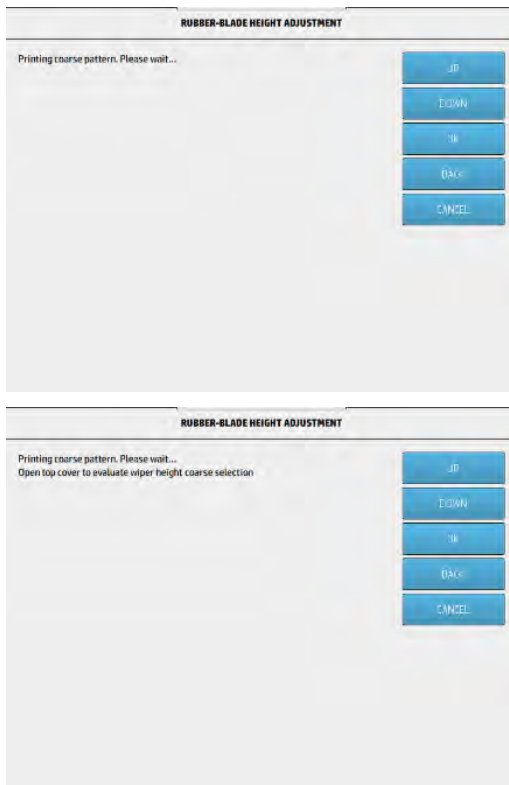 RUBBER-BLADE HEIGHT ADJUSTMENT
Printing coarse pattern. Please wait...
UP
DOWN
OK
BACK
CANCEL
RUBBER-BLADE HEIGHT ADJUSTMENT
Printing coarse pattern. Please wait...
Open top cover to evaluate wiper height coarse selection
UP
DOWN
OK
BACK
CANCEL